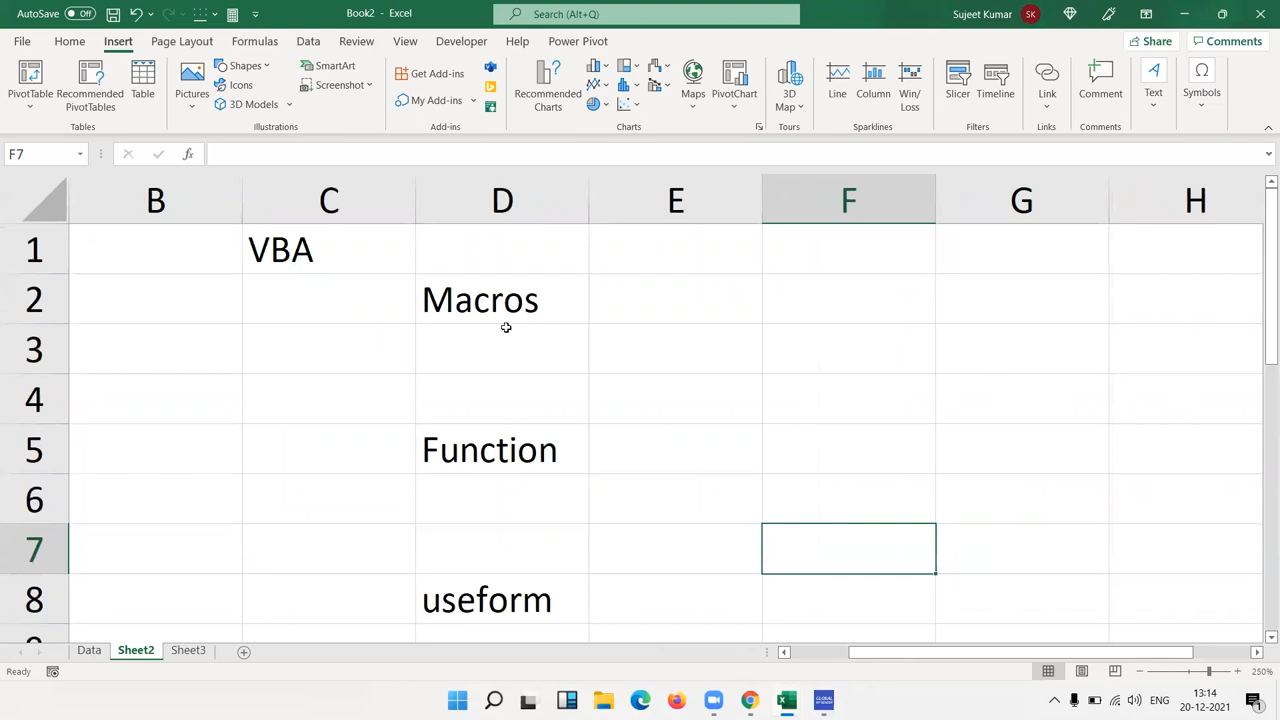 AutoSave Off Book2 - Excel Search (Alt+Q) Sujeet Kumar SK
File Home Insert Page Layout Formulas Data Review View Developer Help Power Pivot Share Comments
PivotTable Recommended PivotTables Table Pictures Shapes Icons 3D Models SmartArt Screenshot Get Add-ins My Add-ins Recommended Charts Maps PivotChart 3D Map Line Column Win/Loss Slicer Timeline Link Comment Text Symbols
Tables Illustrations Add-ins Charts Tours Sparklines Filters Links Comments
F7 fx
B C D E F G H
1 VBA
2 Macros
3
4
5 Function
6
7
8 useform
Data Sheet2 Sheet3
Ready 250%
ENG 13:14
20-12-2021